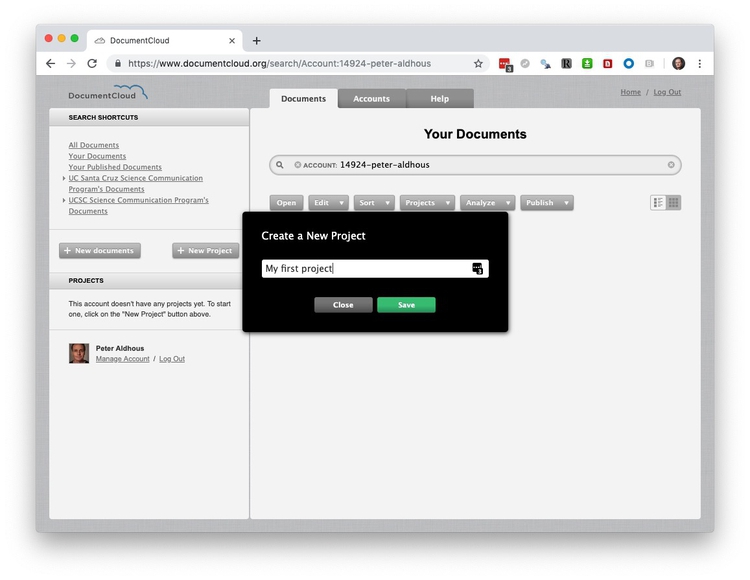 DocumentCloud
https://www.documentcloud.org/search/Account:14924-peter-aldhous
3
DocumentCloud
Documents
Accounts
Help
Home / Log Out
SEARCH SHORTCUTS
All Documents
Your Documents
Your Published Documents
UC Santa Cruz Science Communication
Program's Documents
UCSC Science Communication Program's
Documents
+ New documents
+ New Project
PROJECTS
This account doesn't have any projects yet. To start
one, click on the "New Project" button above.
Peter Aldhous
Manage Account / Log Out
Your Documents
ACCOUNT: 14924-peter-aldhous
Open
Edit
Sort
Projects
Analyze
Publish
Create a New Project
My first project
3
Close
Save